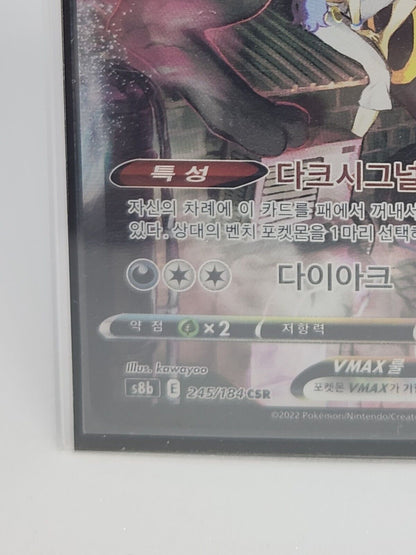 특성 다크시그널
자신의 차례에 이 카드를 패에서 꺼내서
있다. 상대의 벤치 포켓몬을 1마리 선택하
다이아크
약점 ×2 저항력
VMAX 룰
Illus. kawayoo
포켓몬 VMAX가 기
s8b E 245/184 CSR
©2022 Pokémon/Nintendo/Creatu